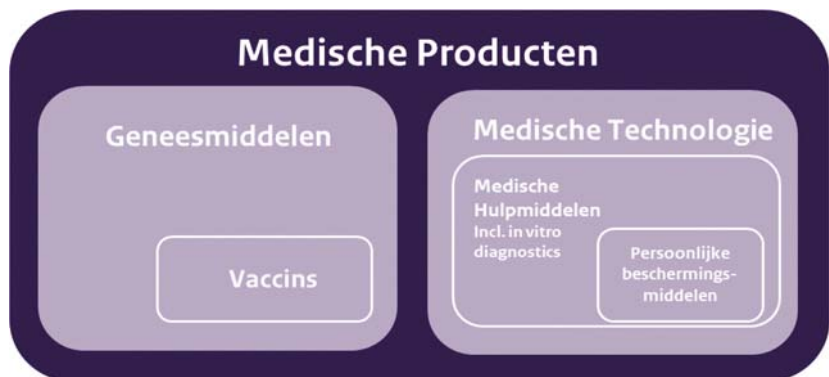 Medische Producten
Geneesmiddelen
Vaccins
Medische Technologie
Medische
Hulpmiddelen
Incl. in vitro
diagnostics
Persoonlijke
beschermings-
middelen